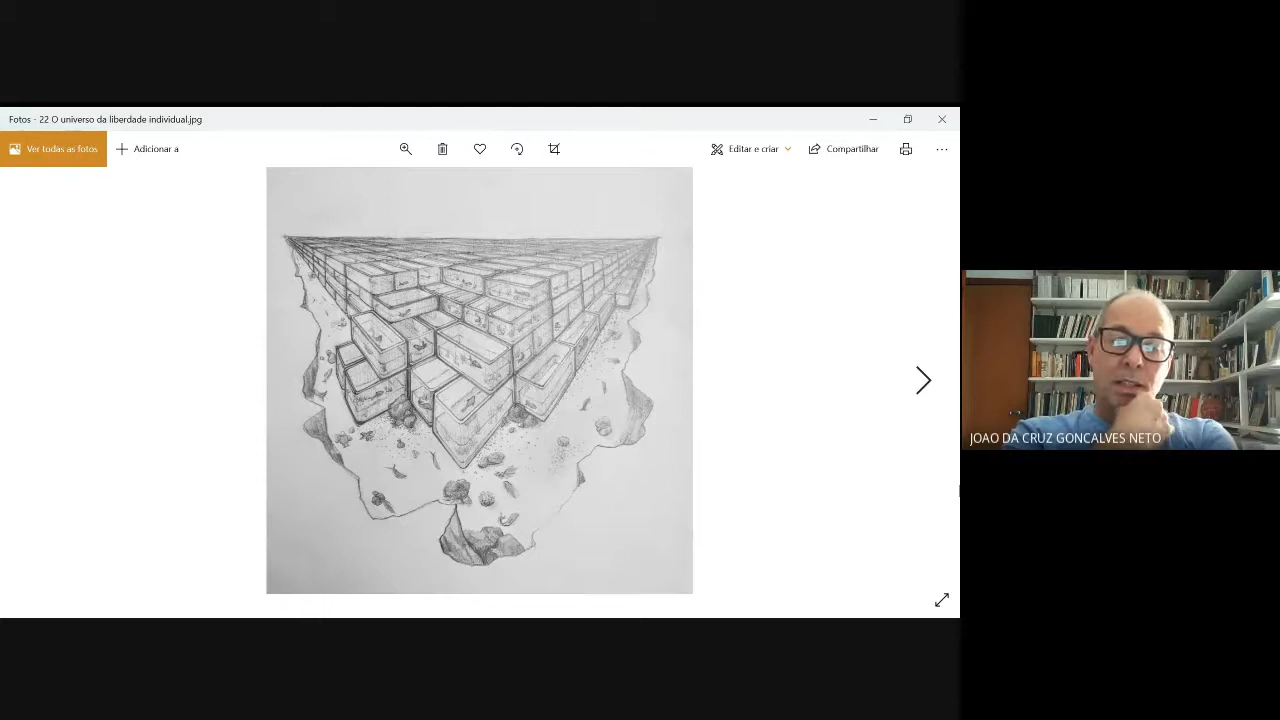 Fotos - 22 O universo da liberdade individual.jpg
Ver todas as fotos
Adicionar a
Editar e criar
Compartilhar
JOAO DA CRUZ GONCALVES NETO